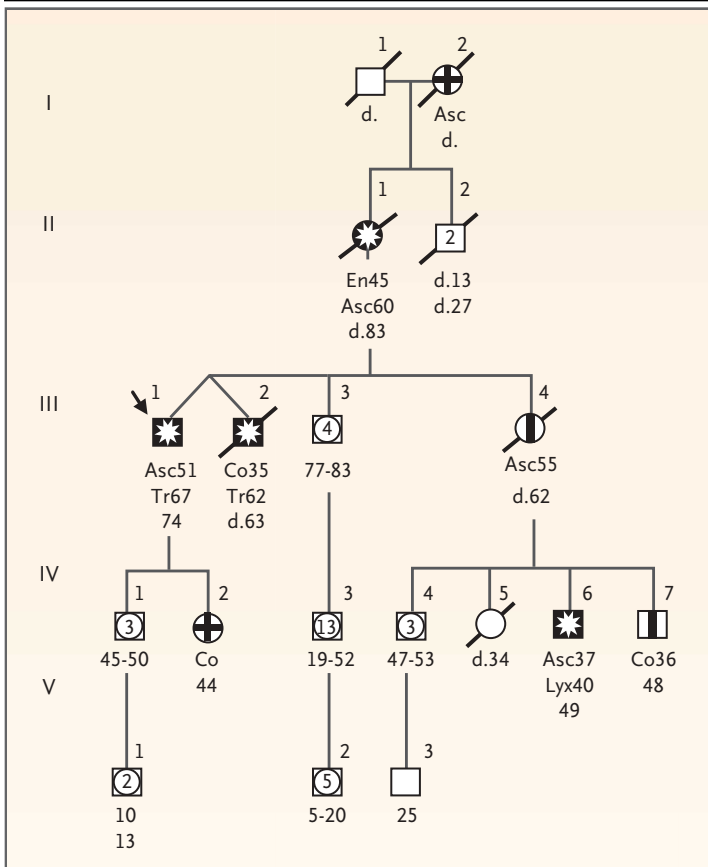 1 2
I
d. Asc
d.
1 2
II
2
En45 d.13
Asc60 d.27
d.83
1 2 3 4
III
4
Asc51 Co35 77-83 Asc55
Tr67 Tr62 d.62
74 d.63
IV
1 2 3 4 5 6 7
3 13 3
45-50 Co 19-52 47-53 d.34 Asc37 Co36
44 Lyx40 48
49
V
1 2 3
2 5
10 5-20 25
13